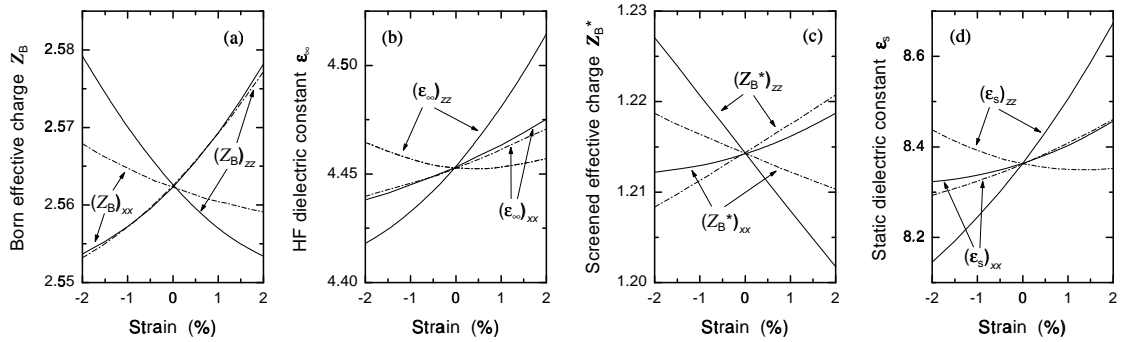 Born effective charge Z_B
2.58
2.57
2.56
2.55
(a)
(Z_B)_zz
(Z_B)_xx
-2 -1 0 1 2
Strain (%)
HF dielectric constant ε_∞
4.50
4.45
4.40
(b)
(ε_∞)_zz
(ε_∞)_xx
-2 -1 0 1 2
Strain (%)
Screened effective charge Z_B*
1.23
1.22
1.21
1.20
(c)
(Z_B*)_zz
(Z_B*)_xx
-2 -1 0 1 2
Strain (%)
Static dielectric constant ε_s
8.6
8.4
8.2
(d)
(ε_s)_zz
(ε_s)_xx
-2 -1 0 1 2
Strain (%)